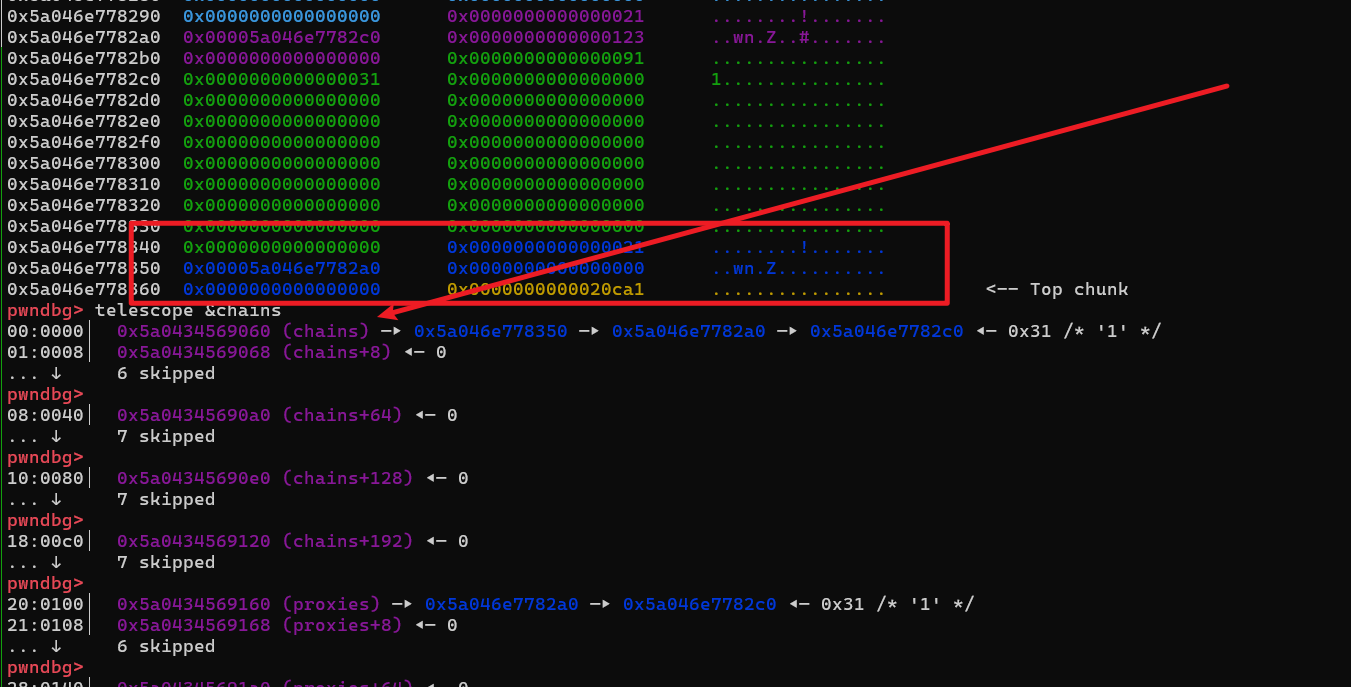 0x5a046e778290 0x0000000000000000 0x0000000000000021 ........!.......
0x5a046e7782a0 0x00005a046e7782c0 0x0000000000000123 ..wn.Z..#.......
0x5a046e7782b0 0x0000000000000000 0x0000000000000091 ................
0x5a046e7782c0 0x0000000000000031 0x0000000000000000 1...............
0x5a046e7782d0 0x0000000000000000 0x0000000000000000 ................
0x5a046e7782e0 0x0000000000000000 0x0000000000000000 ................
0x5a046e7782f0 0x0000000000000000 0x0000000000000000 ................
0x5a046e778300 0x0000000000000000 0x0000000000000000 ................
0x5a046e778310 0x0000000000000000 0x0000000000000000 ................
0x5a046e778320 0x0000000000000000 0x0000000000000000 ................
0x5a046e778330 0x0000000000000000 0x0000000000000000 ................
0x5a046e778340 0x0000000000000000 0x0000000000000021 ........!.......
0x5a046e778350 0x00005a046e7782a0 0x0000000000000000 ..wn.Z..........
0x5a046e778360 0x0000000000000000 0x0000000000020ca1 ................ <-- Top chunk
pwndbg> telescope &chains
00:0000│ 0x5a0434569060 (chains) —▸ 0x5a046e778350 —▸ 0x5a046e7782a0 —▸ 0x5a046e7782c0 ◂— 0x31 /* '1' */
01:0008│ 0x5a0434569068 (chains+8) ◂— 0
... ↓ 6 skipped
pwndbg>
08:0040│ 0x5a04345690a0 (chains+64) ◂— 0
... ↓ 7 skipped
pwndbg>
10:0080│ 0x5a04345690e0 (chains+128) ◂— 0
... ↓ 7 skipped
pwndbg>
18:00c0│ 0x5a0434569120 (chains+192) ◂— 0
... ↓ 7 skipped
pwndbg>
20:0100│ 0x5a0434569160 (proxies) —▸ 0x5a046e7782a0 —▸ 0x5a046e7782c0 ◂— 0x31 /* '1' */
21:0108│ 0x5a0434569168 (proxies+8) ◂— 0
... ↓ 6 skipped
pwndbg>
28:0140│ 0x5a04345691a0 (proxies+64) ◂— 0